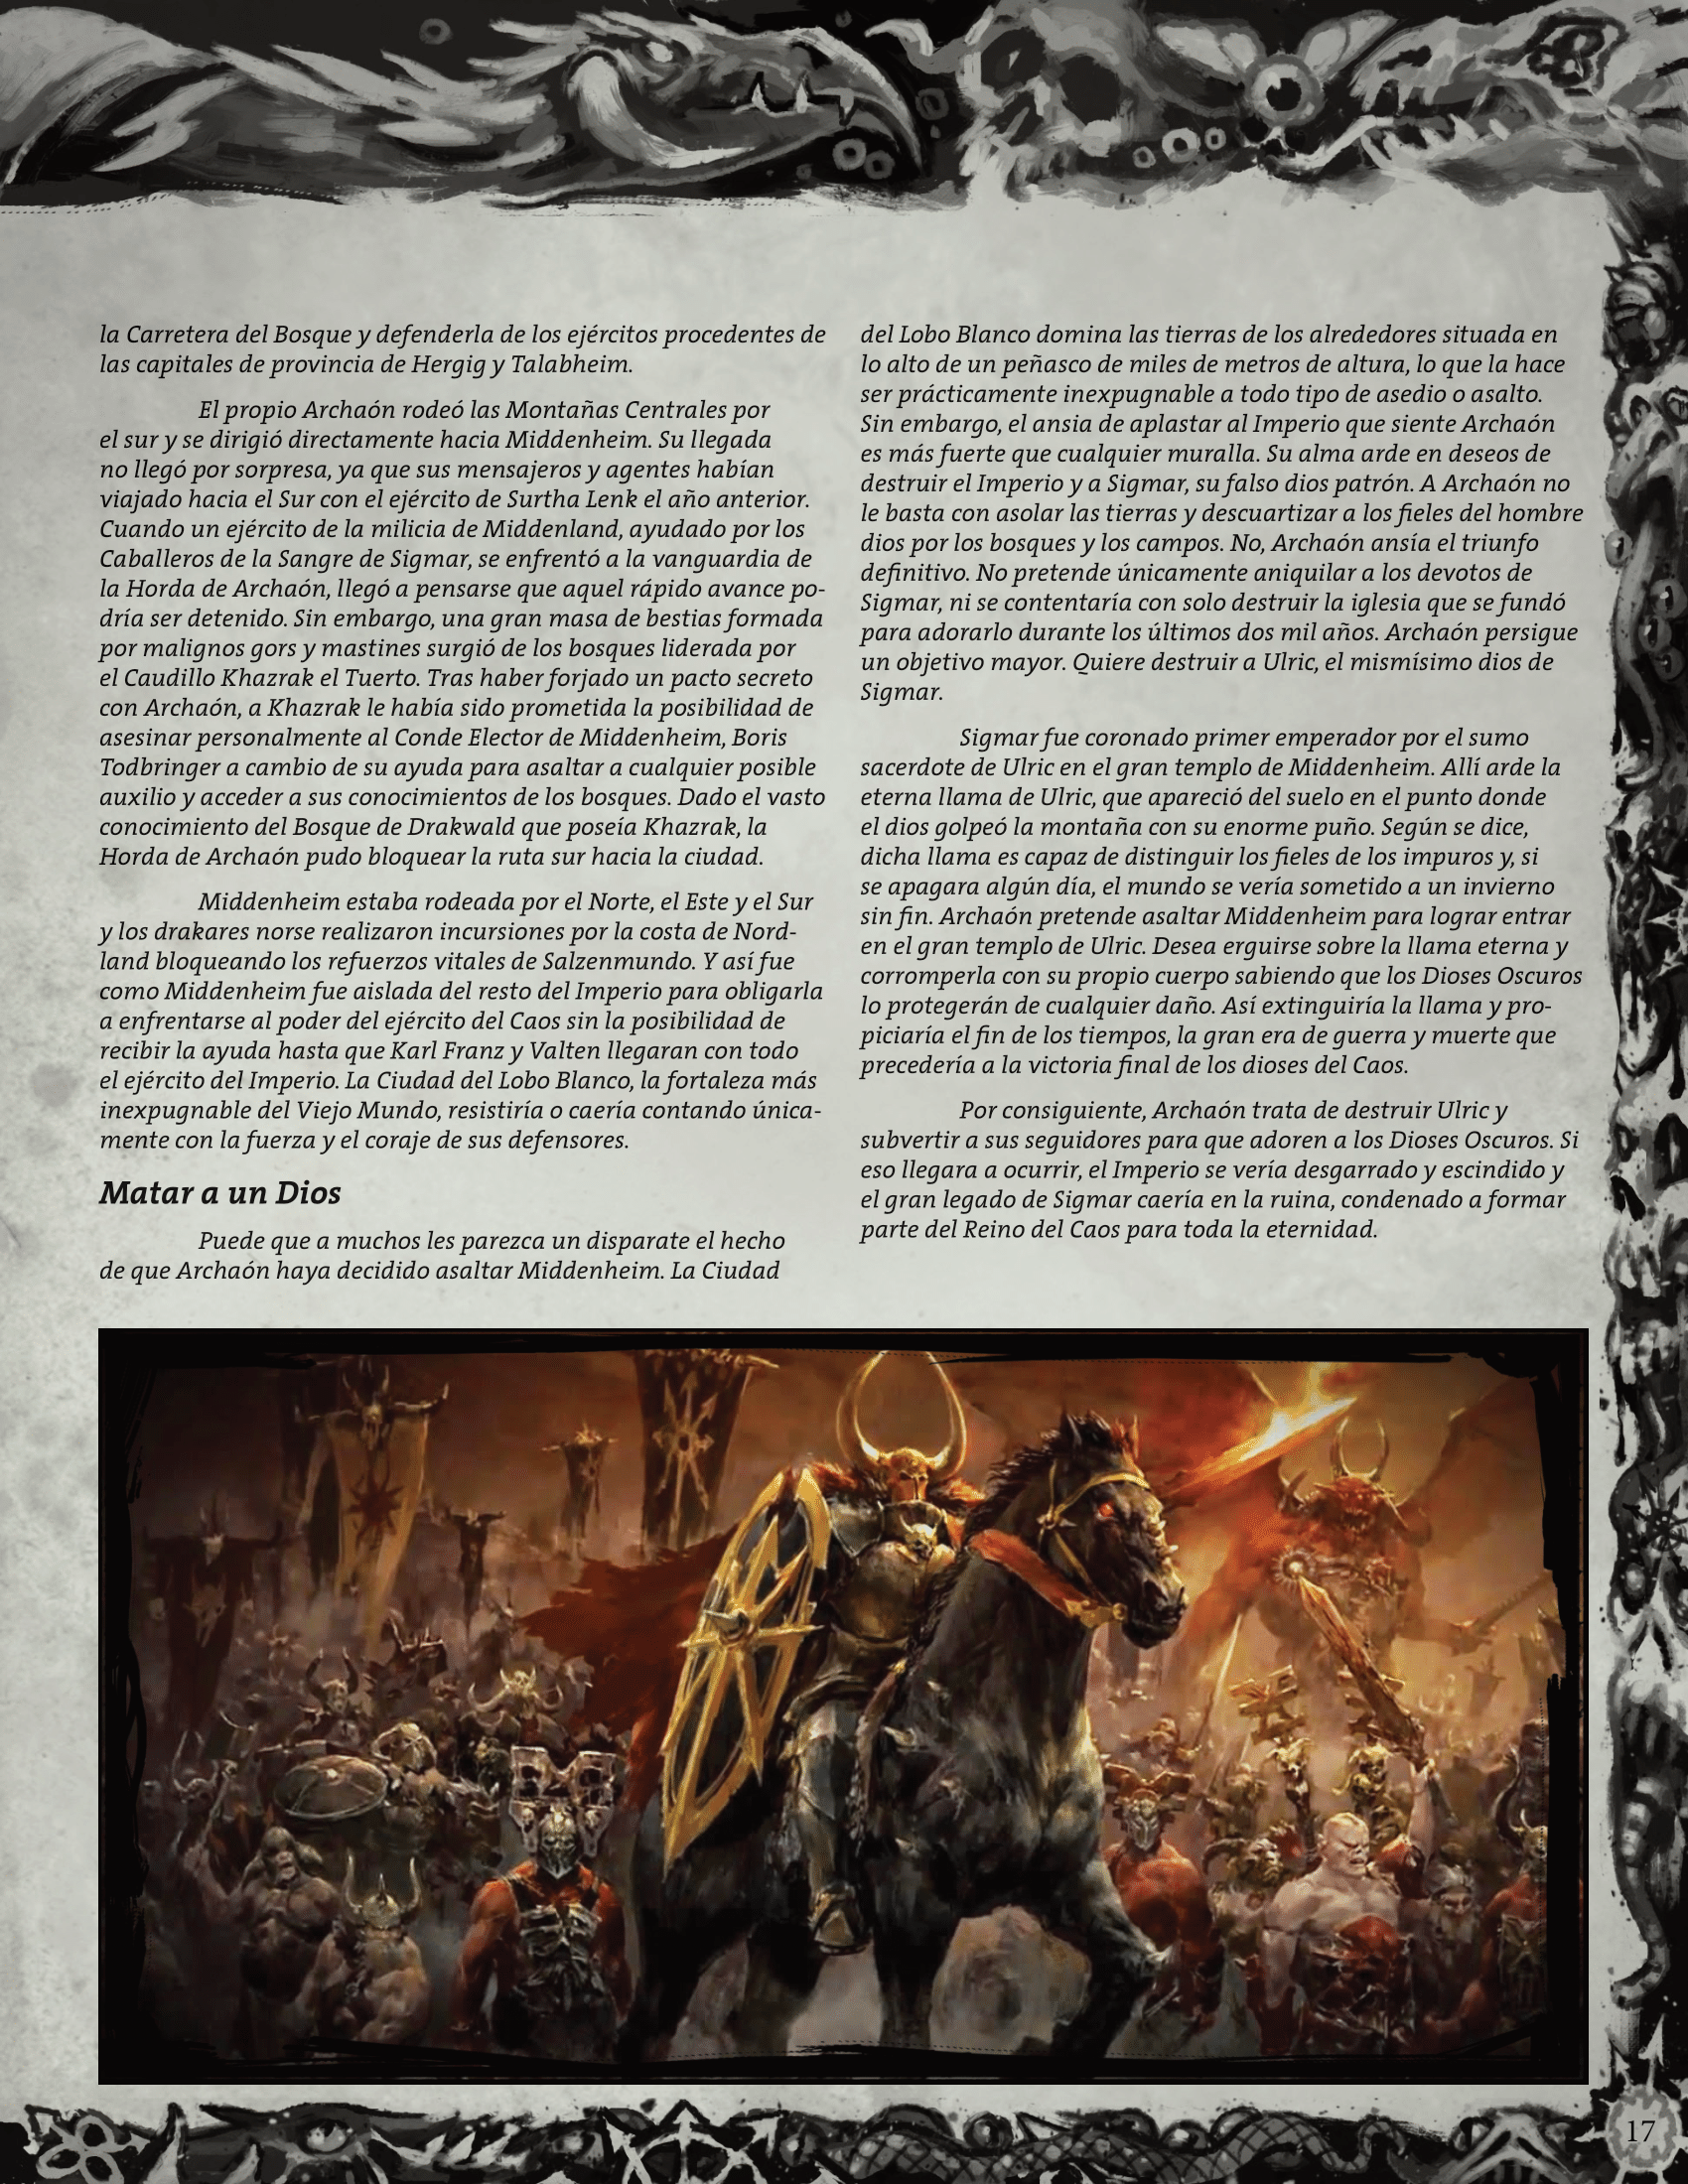 la Carretera del Bosque y defenderla de los ejércitos procedentes de
las capitales de provincia de Hergig y Talabheim.
El propio Archaón rodeó las Montañas Centrales por
el sur y se dirigió directamente hacia Middenheim. Su llegada
no llegó por sorpresa, ya que sus mensajeros y agentes habían
viajado hacia el Sur con el ejército de Surtha Lenk el año anterior.
Cuando un ejército de la milicia de Middenland, ayudado por los
Caballeros de la Sangre de Sigmar, se enfrentó a la vanguardia de
la Horda de Archaón, llegó a pensarse que aquel rápido avance po-
dría ser detenido. Sin embargo, una gran masa de bestias formada
por malignos gors y mastines surgió de los bosques liderada por
el Caudillo Khazrak el Tuerto. Tras haber forjado un pacto secreto
con Archaón, a Khazrak le había sido prometida la posibilidad de
asesinar personalmente al Conde Elector de Middenheim, Boris
Todbringer a cambio de su ayuda para asaltar a cualquier posible
auxilio y acceder a sus conocimientos de los bosques. Dado el vasto
conocimiento del Bosque de Drakwald que poseía Khazrak, la
Horda de Archaón pudo bloquear la ruta sur hacia la ciudad.
Middenheim estaba rodeada por el Norte, el Este y el Sur
y los drakares norse realizaron incursiones por la costa de Nord-
land bloqueando los refuerzos vitales de Salzenmundo. Y así fue
como Middenheim fue aislada del resto del Imperio para obligarla
a enfrentarse al poder del ejército del Caos sin la posibilidad de
recibir la ayuda hasta que Karl Franz y Valten llegaran con todo
el ejército del Imperio. La Ciudad del Lobo Blanco, la fortaleza más
inexpugnable del Viejo Mundo, resistiría o caería contando única-
mente con la fuerza y el coraje de sus defensores.
Matar a un Dios
Puede que a muchos les parezca un disparate el hecho
de que Archaón haya decidido asaltar Middenheim. La Ciudad
del Lobo Blanco domina las tierras de los alrededores situada en
lo alto de un peñasco de miles de metros de altura, lo que la hace
ser prácticamente inexpugnable a todo tipo de asedio o asalto.
Sin embargo, el ansia de aplastar al Imperio que siente Archaón
es más fuerte que cualquier muralla. Su alma arde en deseos de
destruir el Imperio y a Sigmar, su falso dios patrón. A Archaón no
le basta con asolar las tierras y descuartizar a los fieles del hombre
dios por los bosques y los campos. No, Archaón ansía el triunfo
definitivo. No pretende únicamente aniquilar a los devotos de
Sigmar, ni se contentaría con solo destruir la iglesia que se fundó
para adorarlo durante los últimos dos mil años. Archaón persigue
un objetivo mayor. Quiere destruir a Ulric, el mismísimo dios de
Sigmar.
Sigmar fue coronado primer emperador por el sumo
sacerdote de Ulric en el gran templo de Middenheim. Allí arde la
eterna llama de Ulric, que apareció del suelo en el punto donde
el dios golpeó la montaña con su enorme puño. Según se dice,
dicha llama es capaz de distinguir los fieles de los impuros y, si
se apagara algún día, el mundo se vería sometido a un invierno
sin fin. Archaón pretende asaltar Middenheim para lograr entrar
en el gran templo de Ulric. Desea erguirse sobre la llama eterna y
corromperla con su propio cuerpo sabiendo que los Dioses Oscuros
lo protegerán de cualquier daño. Así extinguiría la llama y pro-
piciaría el fin de los tiempos, la gran era de guerra y muerte que
precedería a la victoria final de los dioses del Caos.
Por consiguiente, Archaón trata de destruir Ulric y
subvertir a sus seguidores para que adoren a los Dioses Oscuros. Si
eso llegara a ocurrir, el Imperio se vería desgarrado y escindido y
el gran legado de Sigmar caería en la ruina, condenado a formar
parte del Reino del Caos para toda la eternidad.
17